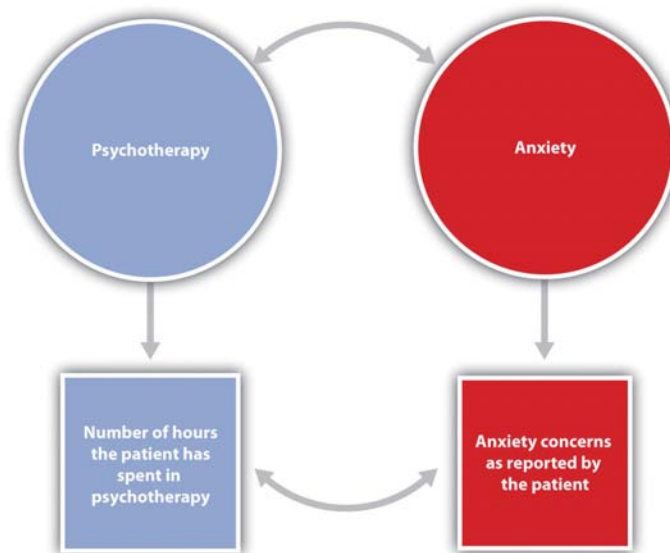 Psychotherapy
Anxiety
Number of hours
the patient has
spent in
psychotherapy
Anxiety concerns
as reported by
the patient